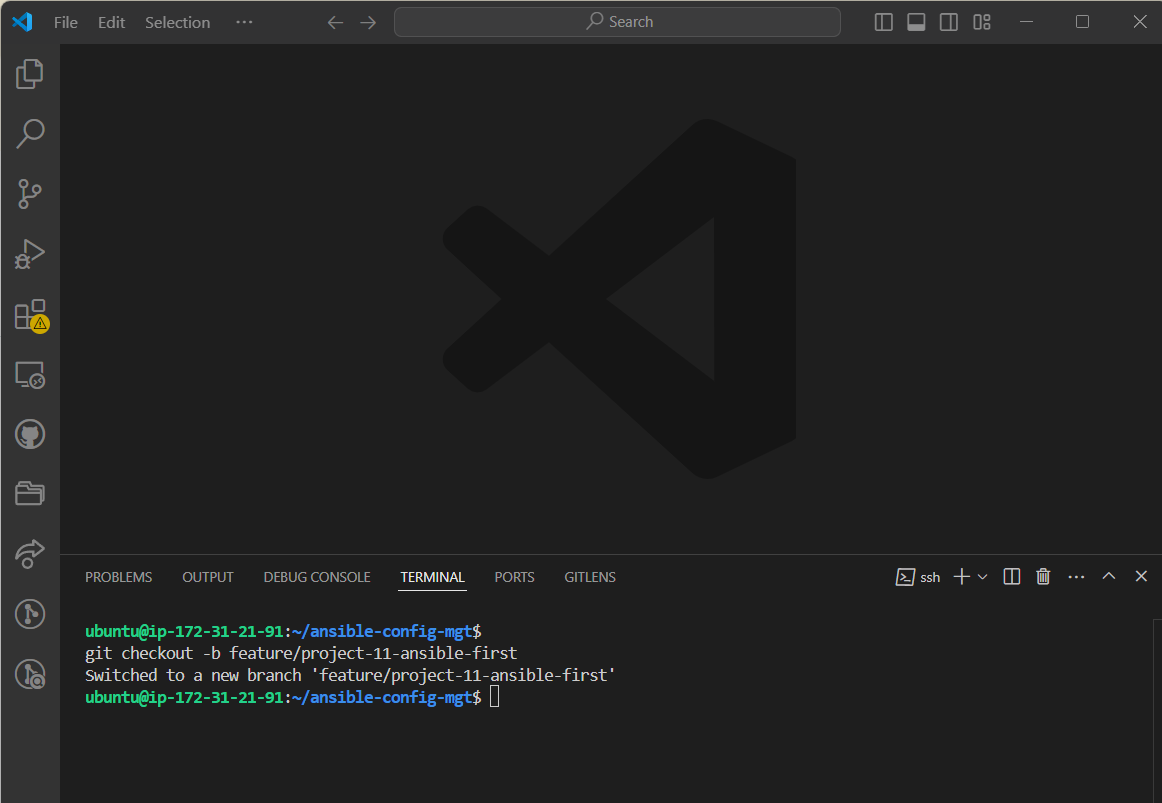 File Edit Selection ··· Search
PROBLEMS OUTPUT DEBUG CONSOLE TERMINAL PORTS GITLENS ssh
ubuntu@ip-172-31-21-91:~/ansible-config-mgt$
git checkout -b feature/project-11-ansible-first
Switched to a new branch 'feature/project-11-ansible-first'
ubuntu@ip-172-31-21-91:~/ansible-config-mgt$